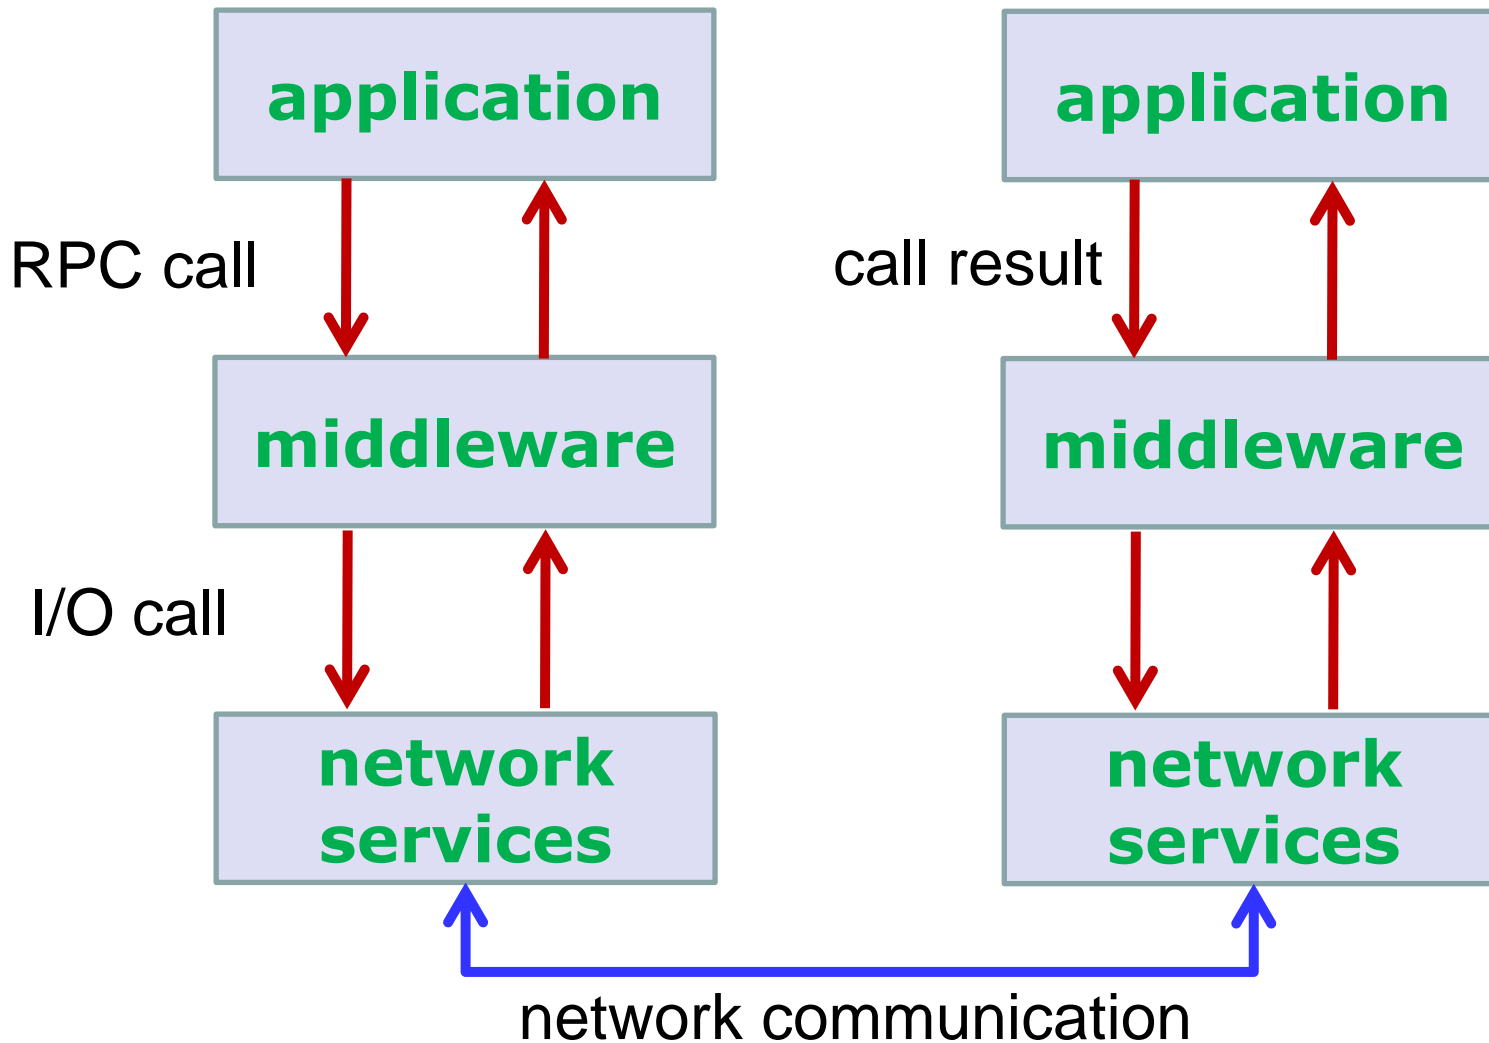 application
application
RPC call
call result
middleware
middleware
I/O call
network
services
network
services
network communication